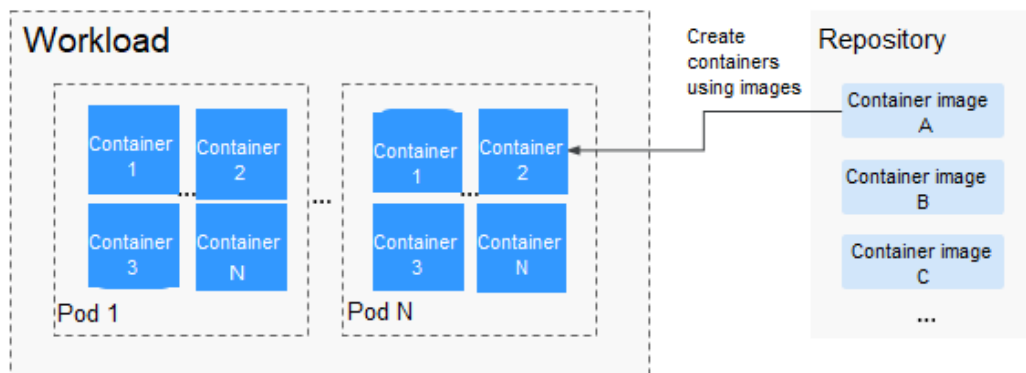 Workload
Container
1
Container
2
...
Container
3
Container
N
Pod 1
...
Container
1
Container
2
...
Container
3
Container
N
Pod N
Create
containers
using images
Repository
Container image
A
Container image
B
Container image
C
...